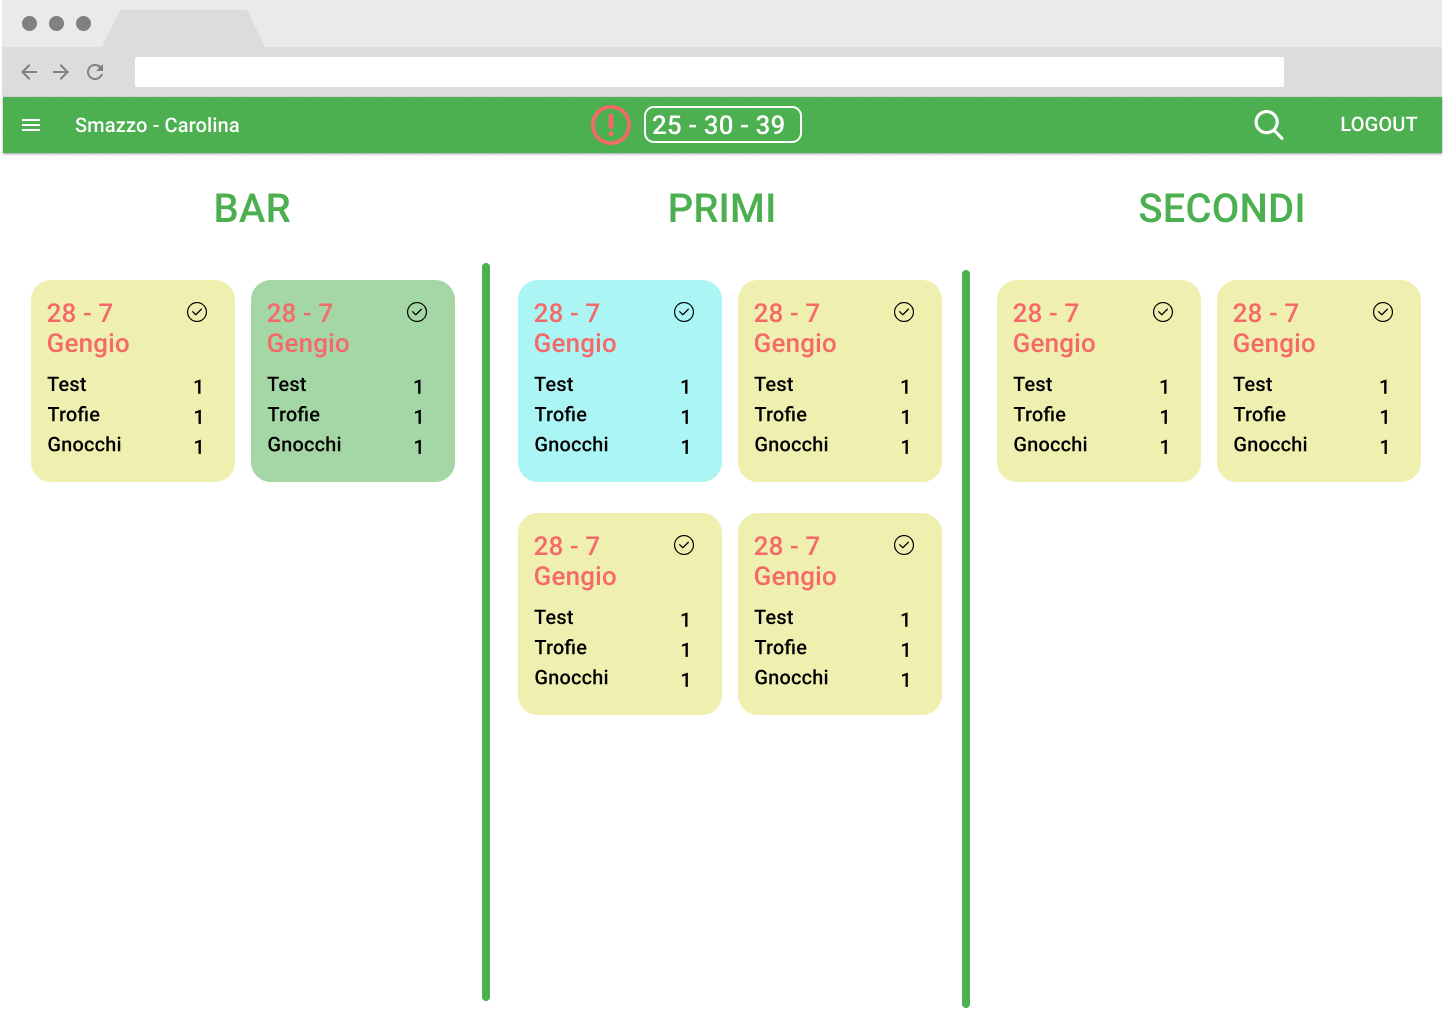 Smazzo - Carolina
!
25 - 30 - 39
LOGOUT
BAR
28 - 7
Gengio
Test 1
Trofie 1
Gnocchi 1
28 - 7
Gengio
Test 1
Trofie 1
Gnocchi 1
PRIMI
28 - 7
Gengio
Test 1
Trofie 1
Gnocchi 1
28 - 7
Gengio
Test 1
Trofie 1
Gnocchi 1
28 - 7
Gengio
Test 1
Trofie 1
Gnocchi 1
28 - 7
Gengio
Test 1
Trofie 1
Gnocchi 1
SECONDI
28 - 7
Gengio
Test 1
Trofie 1
Gnocchi 1
28 - 7
Gengio
Test 1
Trofie 1
Gnocchi 1